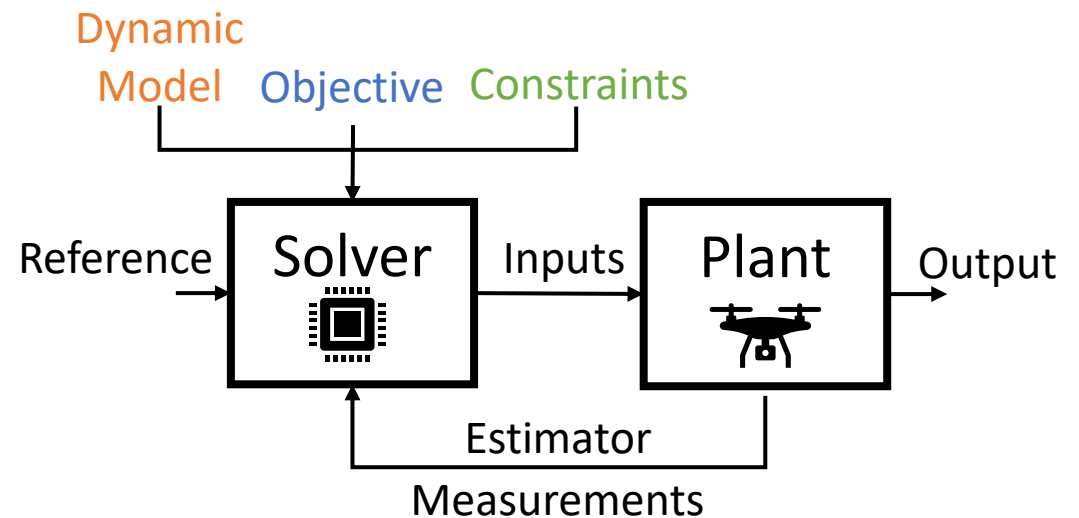 Dynamic
Model
Objective
Constraints
Reference
Solver
Inputs
Plant
Output
Estimator
Measurements